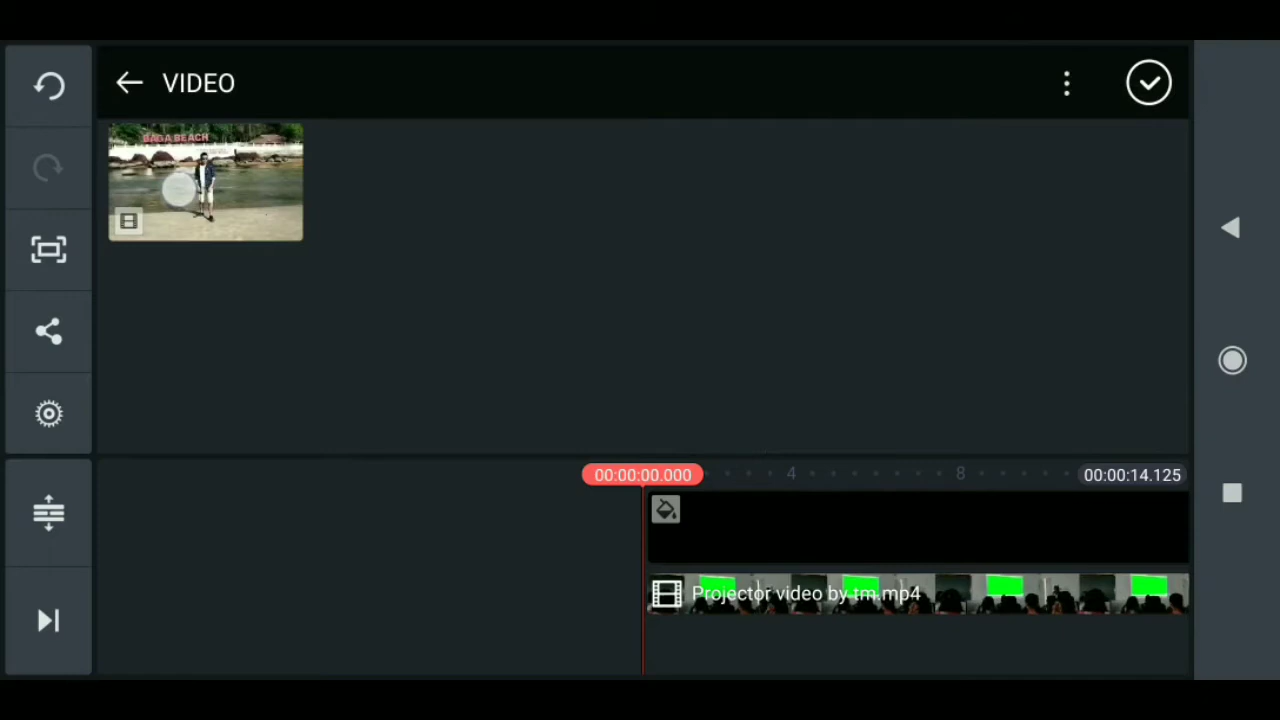 VIDEO
BAGA BEACH
00:00:00.000
4
8
00:00:14.125
Projector video by tm.mp4